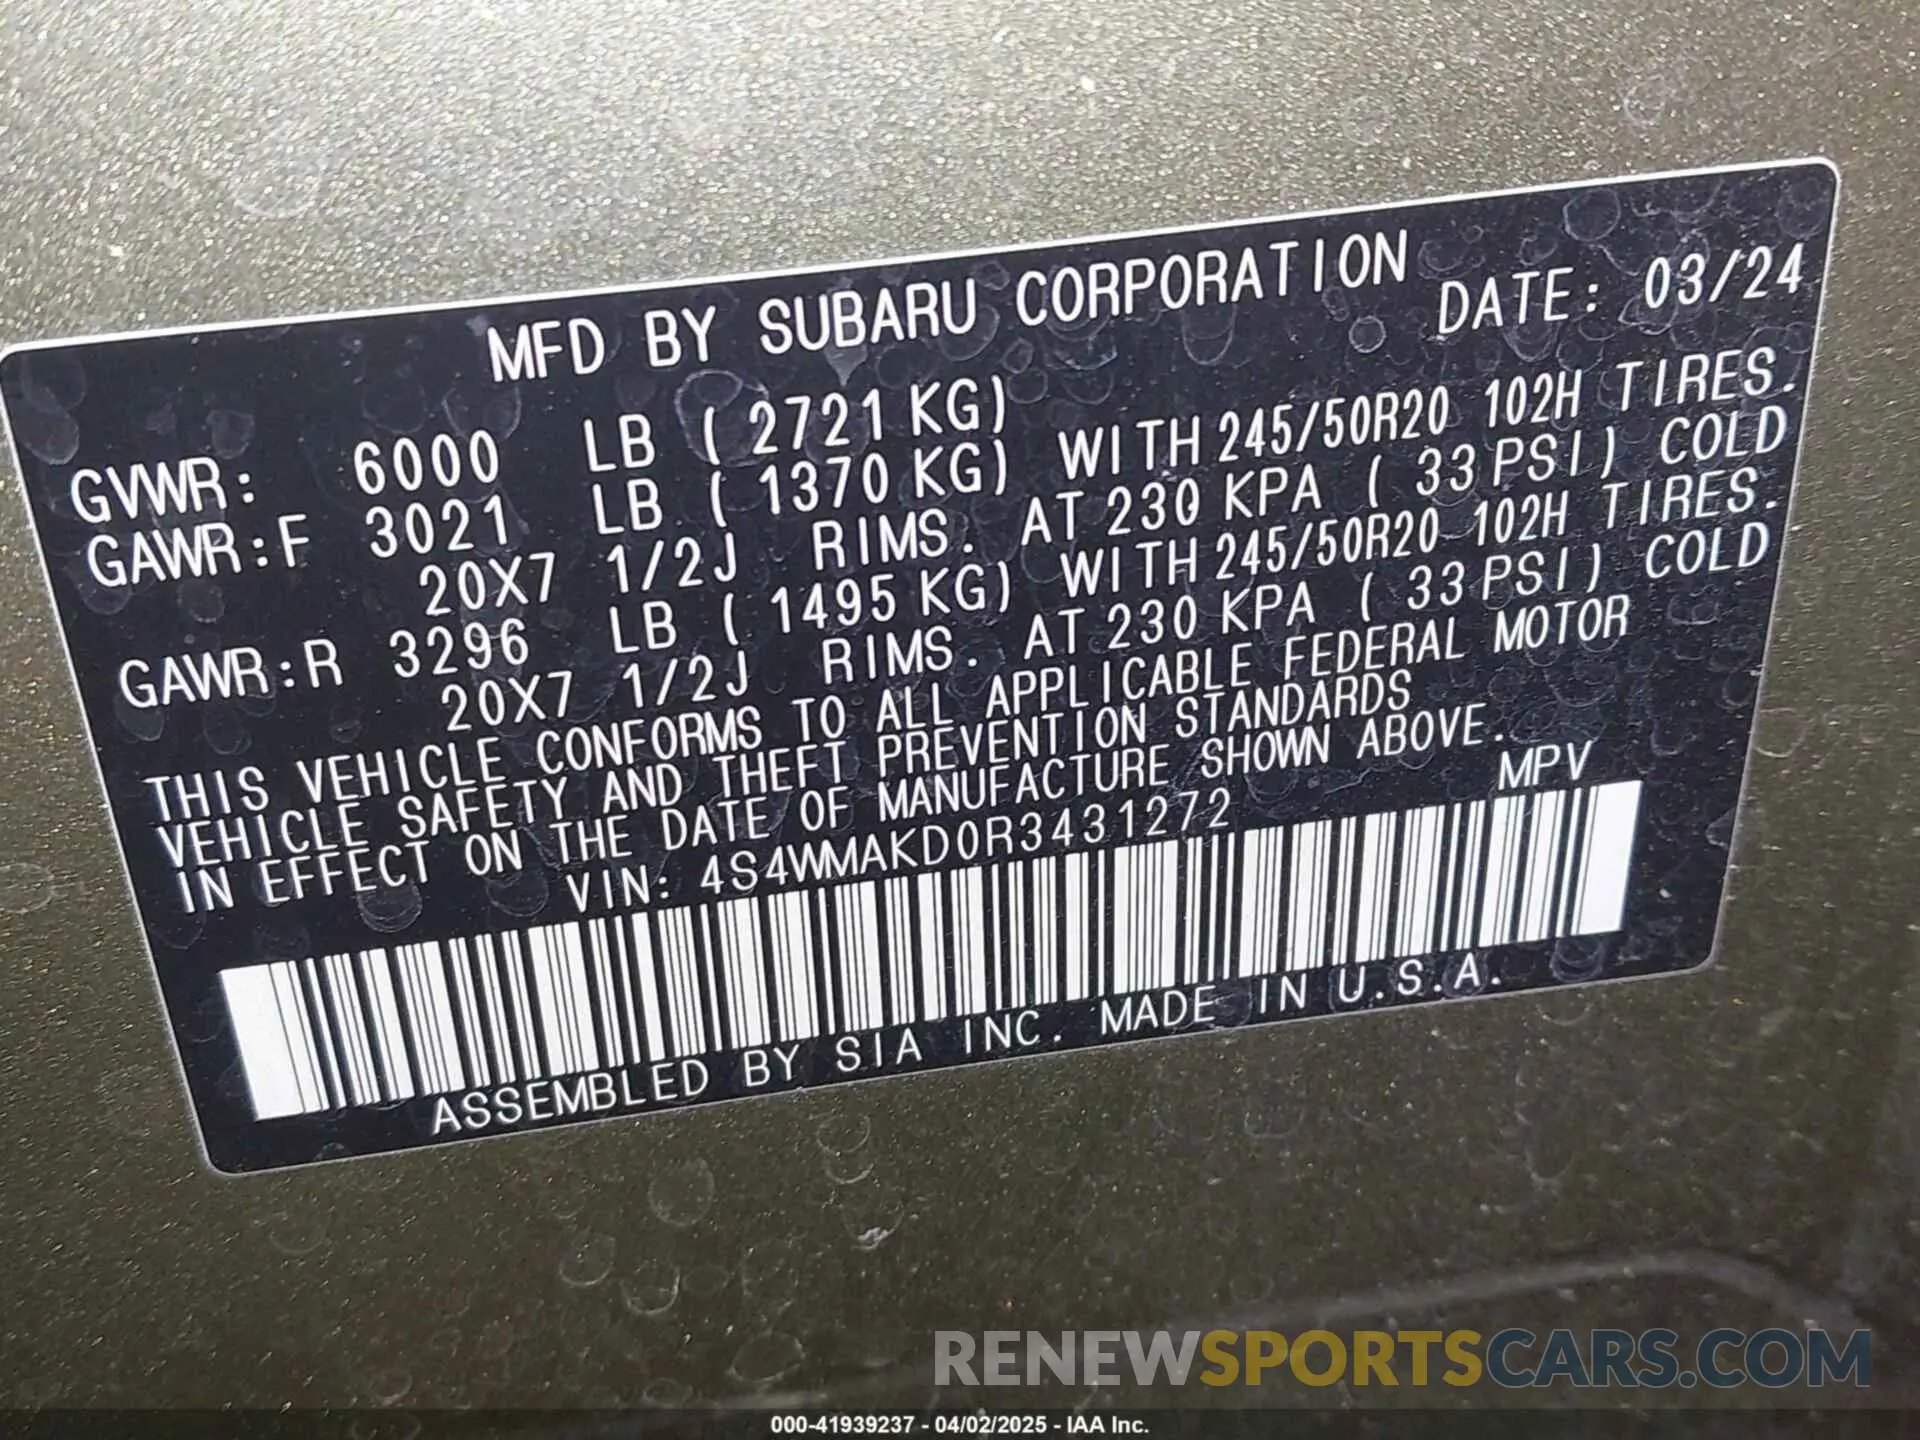 MFD BY SUBARU CORPORATION
DATE: 03/24
GVWR: 6000 LB ( 2721 KG)
GAWR:F 3021 LB ( 1370 KG) WITH 245/50R20 102H TIRES.
20X7 1/2J RIMS. AT 230 KPA ( 33 PSI) COLD
GAWR:R 3296 LB ( 1495 KG) WITH 245/50R20 102H TIRES.
20X7 1/2J RIMS. AT 230 KPA ( 33 PSI) COLD
THIS VEHICLE CONFORMS TO ALL APPLICABLE FEDERAL MOTOR
VEHICLE SAFETY AND THEFT PREVENTION STANDARDS
IN EFFECT ON THE DATE OF MANUFACTURE SHOWN ABOVE.
VIN: 4S4WMAKD0R3431272 MPV
ASSEMBLED BY SIA INC. MADE IN U.S.A.
RENEWSPORTSCARS.COM
000-41939237 - 04/02/2025 - IAA Inc.